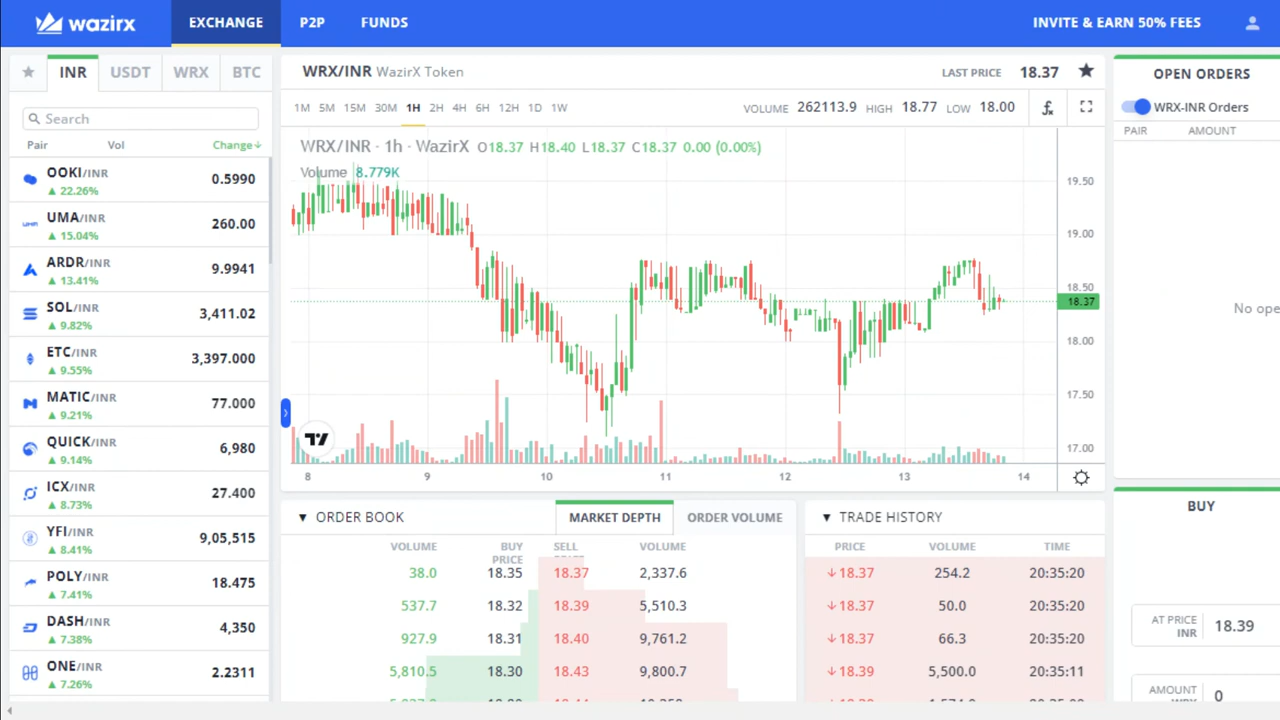 wazirx
EXCHANGE
P2P
FUNDS
INVITE & EARN 50% FEES
INR
USDT
WRX
BTC
Search
Pair
Vol
Change
OOKI/INR
0.5990
▲ 22.26%
UMA/INR
260.00
▲ 15.04%
ARDR/INR
9.9941
▲ 13.41%
SOL/INR
3,411.02
▲ 9.82%
ETC/INR
3,397.000
▲ 9.55%
MATIC/INR
77.000
▲ 9.21%
QUICK/INR
6,980
▲ 9.14%
ICX/INR
27.400
▲ 8.73%
YFI/INR
9,05,515
▲ 8.41%
POLY/INR
18.475
▲ 7.41%
DASH/INR
4,350
▲ 7.38%
ONE/INR
2.2311
▲ 7.26%
WRX/INR WazirX Token
LAST PRICE 18.37
1M 5M 15M 30M 1H 2H 4H 6H 12H 1D 1W
VOLUME 262113.9 HIGH 18.77 LOW 18.00
WRX/INR · 1h · WazirX O18.37 H18.40 L18.37 C18.37 0.00 (0.00%)
Volume 8.779K
19.50
19.00
18.50
18.37
18.00
17.50
17.00
8 9 10 11 12 13 14
▼ ORDER BOOK
MARKET DEPTH
ORDER VOLUME
VOLUME BUY PRICE SELL VOLUME
38.0 18.35 18.37 2,337.6
537.7 18.32 18.39 5,510.3
927.9 18.31 18.40 9,761.2
5,810.5 18.30 18.43 9,800.7
▼ TRADE HISTORY
PRICE VOLUME TIME
18.37 254.2 20:35:20
18.37 50.0 20:35:20
18.37 66.3 20:35:20
18.39 5,500.0 20:35:11
OPEN ORDERS
WRX-INR Orders
PAIR AMOUNT
No ope
BUY
AT PRICE
INR
18.39
AMOUNT
0